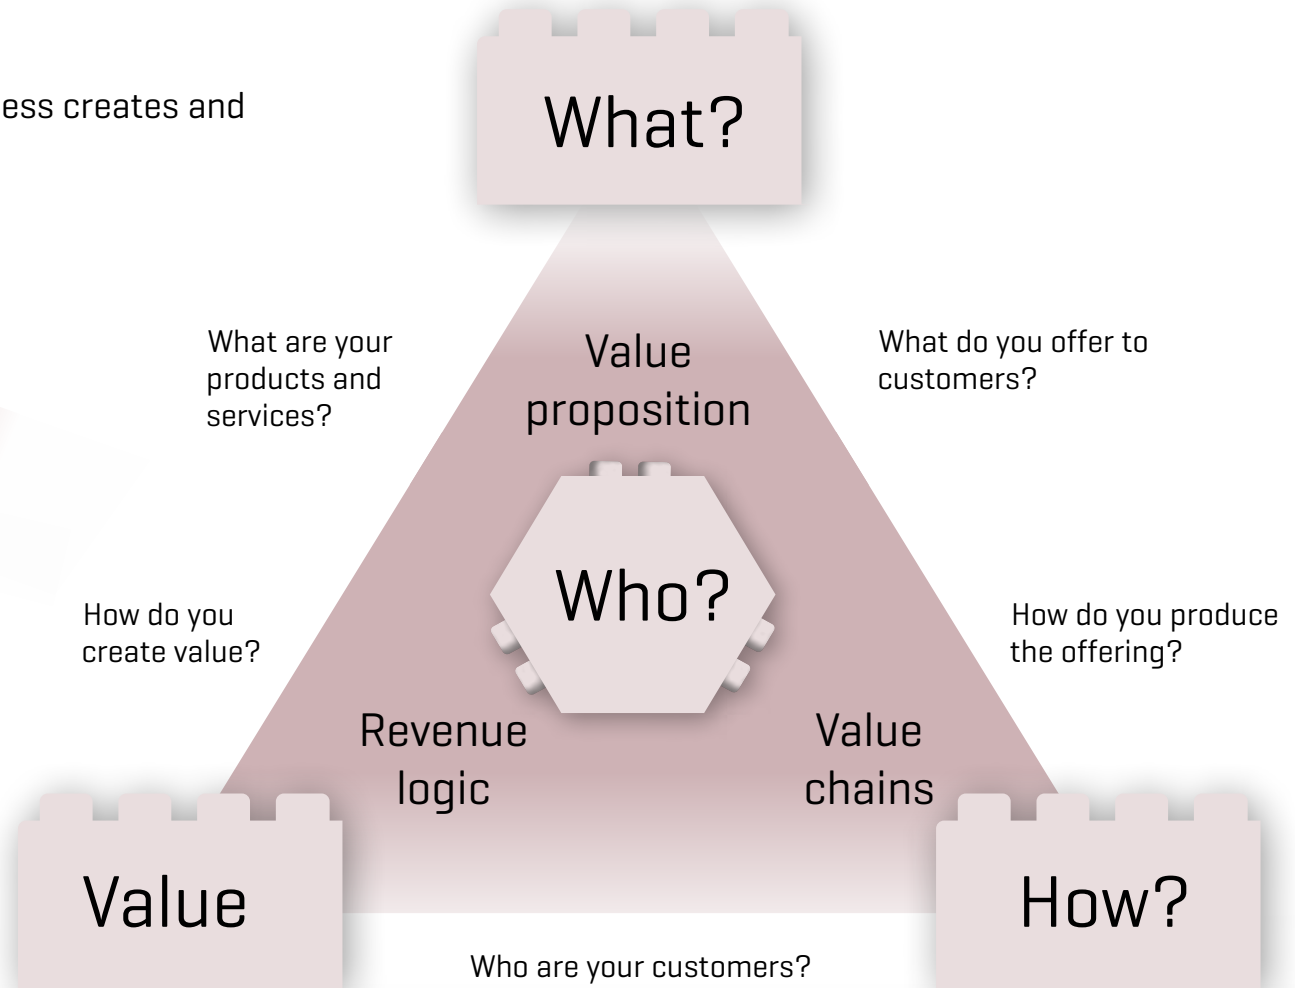 ess creates and
What?
What are your
products and
services?
Value
proposition
What do you offer to
customers?
Who?
How do you
create value?
How do you produce
the offering?
Revenue
logic
Value
chains
Value
How?
Who are your customers?